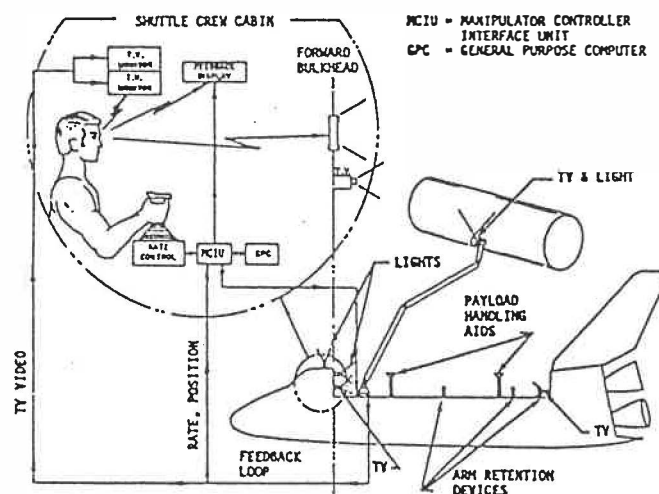 SHUTTLE CREW CABIN
MCIU = MANIPULATOR CONTROLLER
INTERFACE UNIT
GPC = GENERAL PURPOSE COMPUTER
T.V.
T.V.
DISPLAY
FORWARD
BULKHEAD
TV & LIGHT
RATE
CONTROL
MCIU
GPC
LIGHTS
PAYLOAD
HANDLING
AIDS
TV VIDEO
RATE, POSITION
FEEDBACK
LOOP
TV
TV
ARM RETENTION
DEVICES